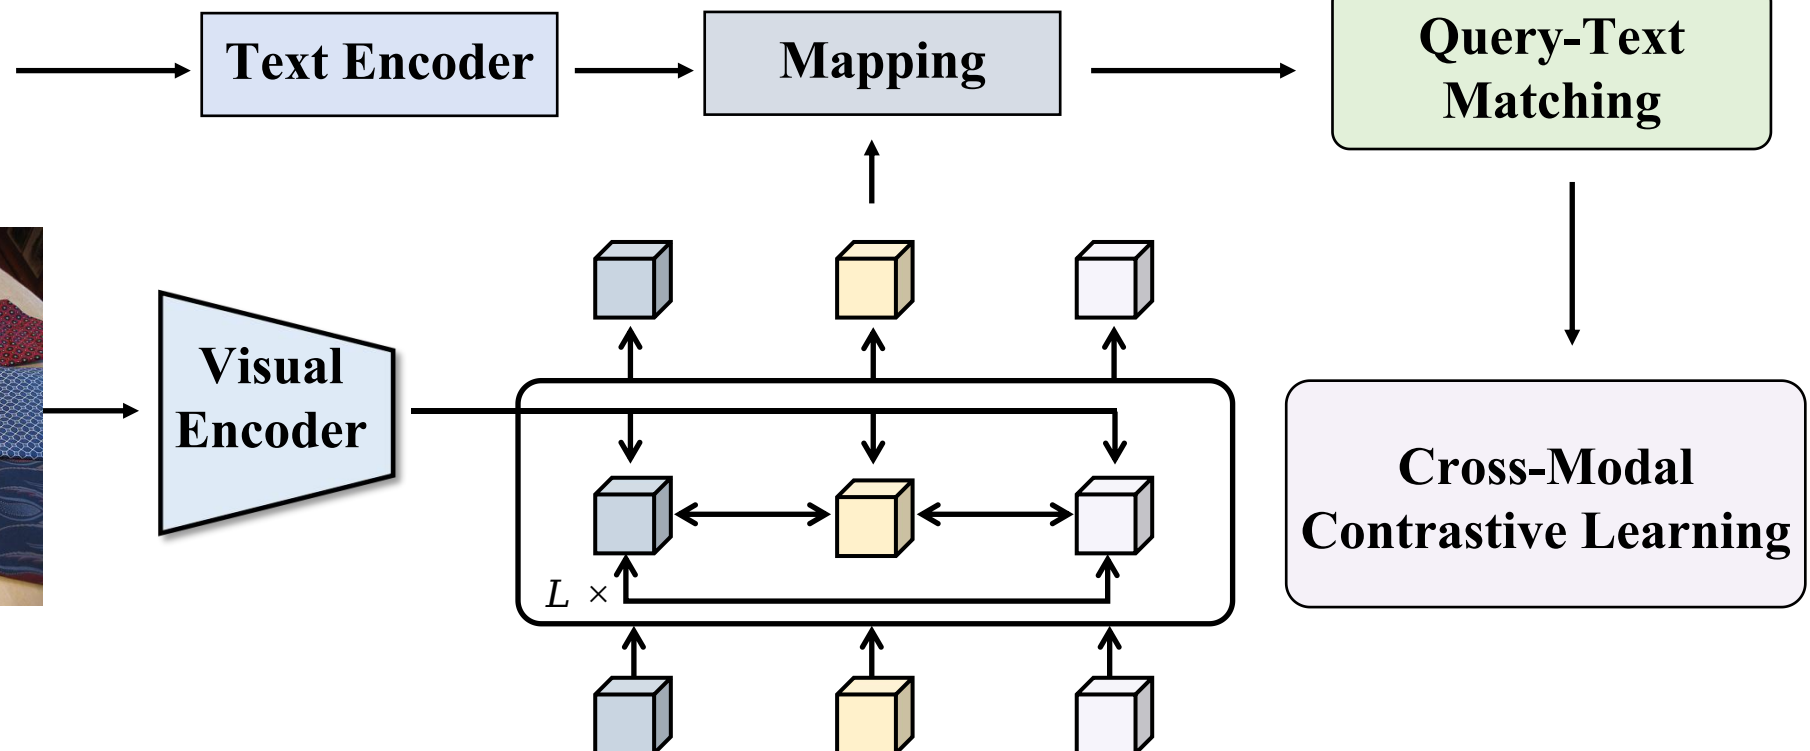 Text Encoder
Mapping
Query-Text
Matching
Visual
Encoder
L ×
Cross-Modal
Contrastive Learning